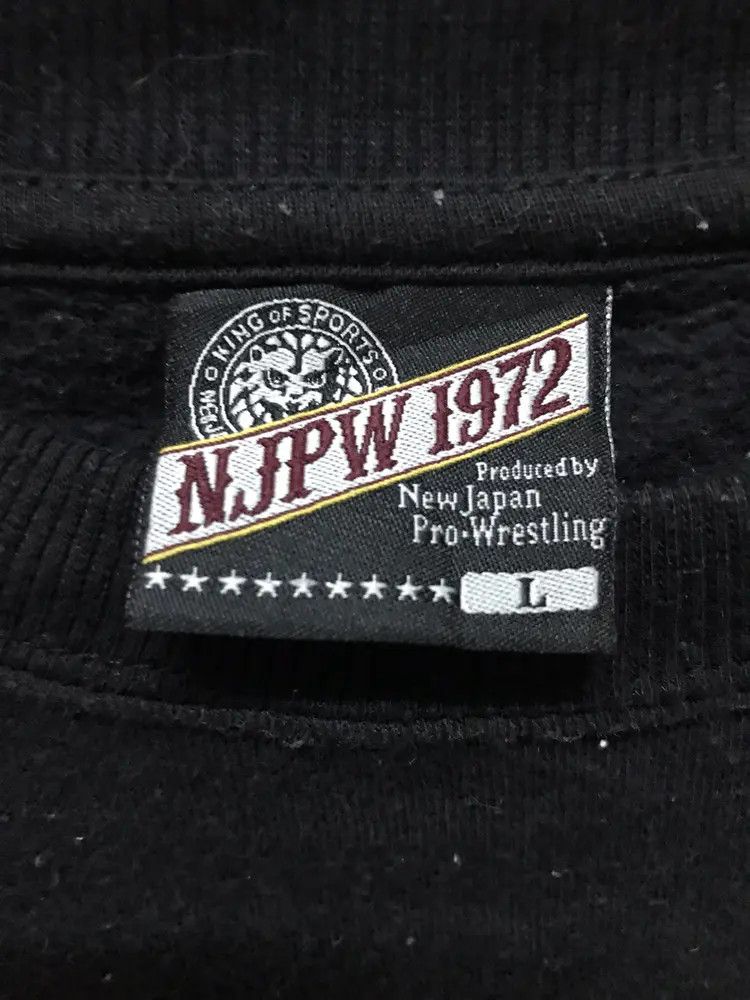 KING OF SPORTS
NJPW 1972
Produced by
New Japan
Pro-Wrestling
L